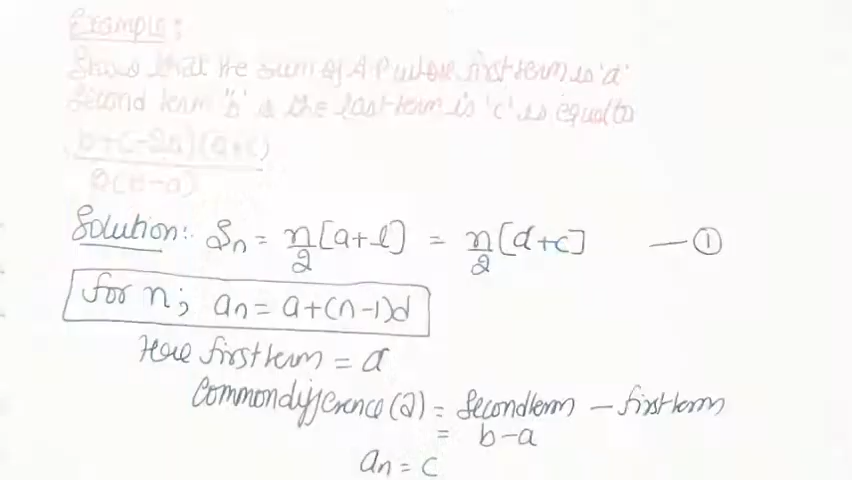 Example:
Show that the sum of A P whose first term is 'a'
Second term 'b' & the last term is 'c' is equal to
(b+c-2a)(a+c)
2(b-a)
Solution:- Sn = n/2 [a+l] = n/2 [a+c] — ①
for n; an = a+(n-1)d
Here first term = a
Common difference (d) = Second term - first term
= b-a
an = c